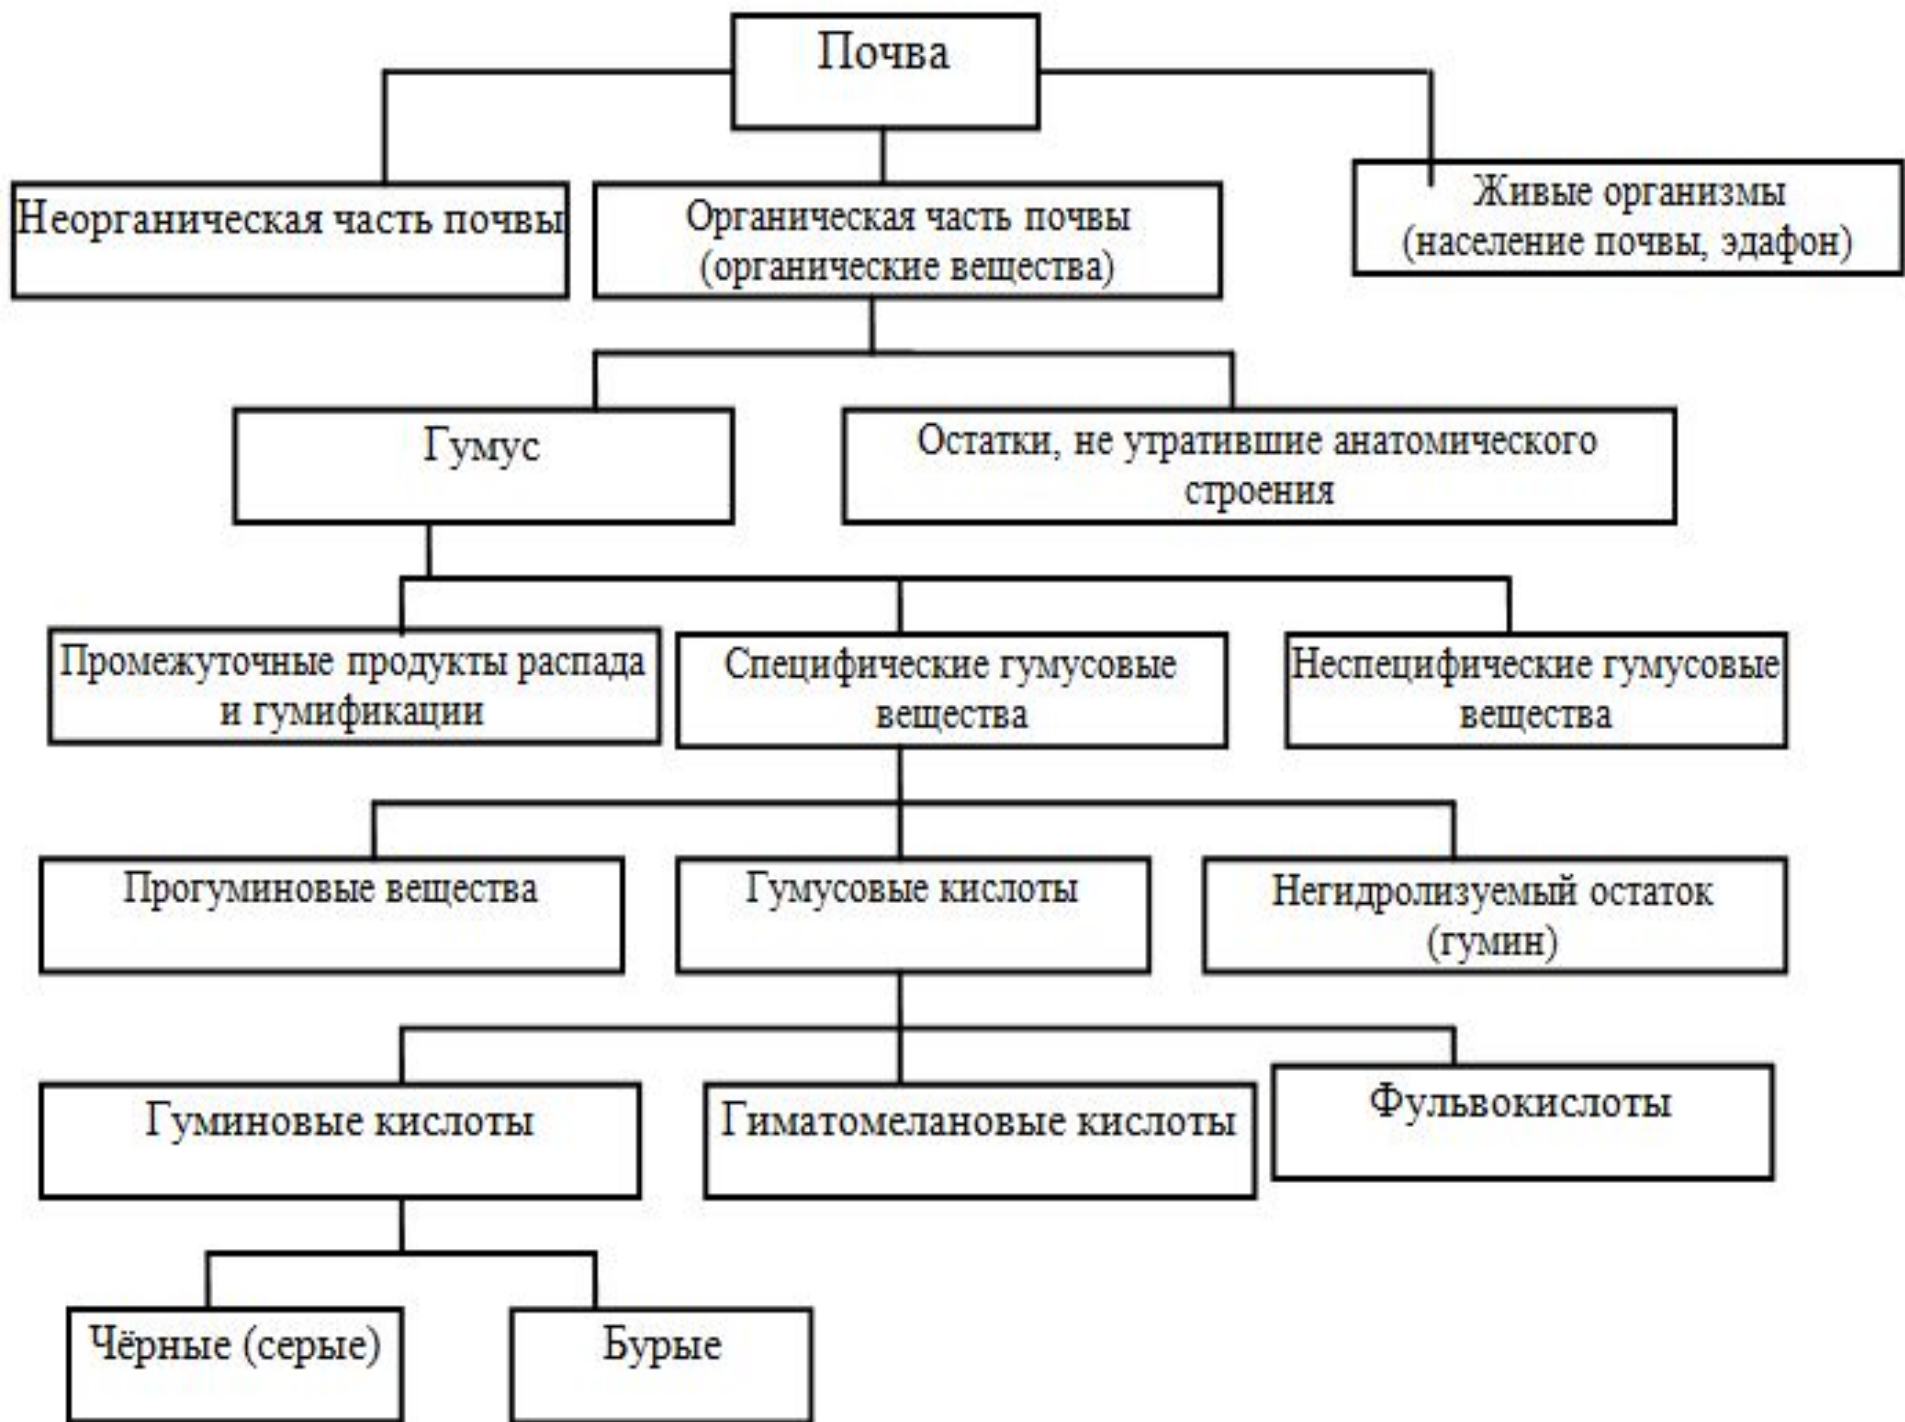 Почва
Неорганическая часть почвы
Органическая часть почвы
(органические вещества)
Живые организмы
(население почвы, эдафон)
Гумус
Остатки, не утратившие анатомического
строения
Промежуточные продукты распада
и гумификации
Специфические гумусовые
вещества
Неспецифические гумусовые
вещества
Прогуминовые вещества
Гумусовые кислоты
Негидролизуемый остаток
(гумин)
Гуминовые кислоты
Гиматомелановые кислоты
Фульвокислоты
Чёрные (серые)
Бурые